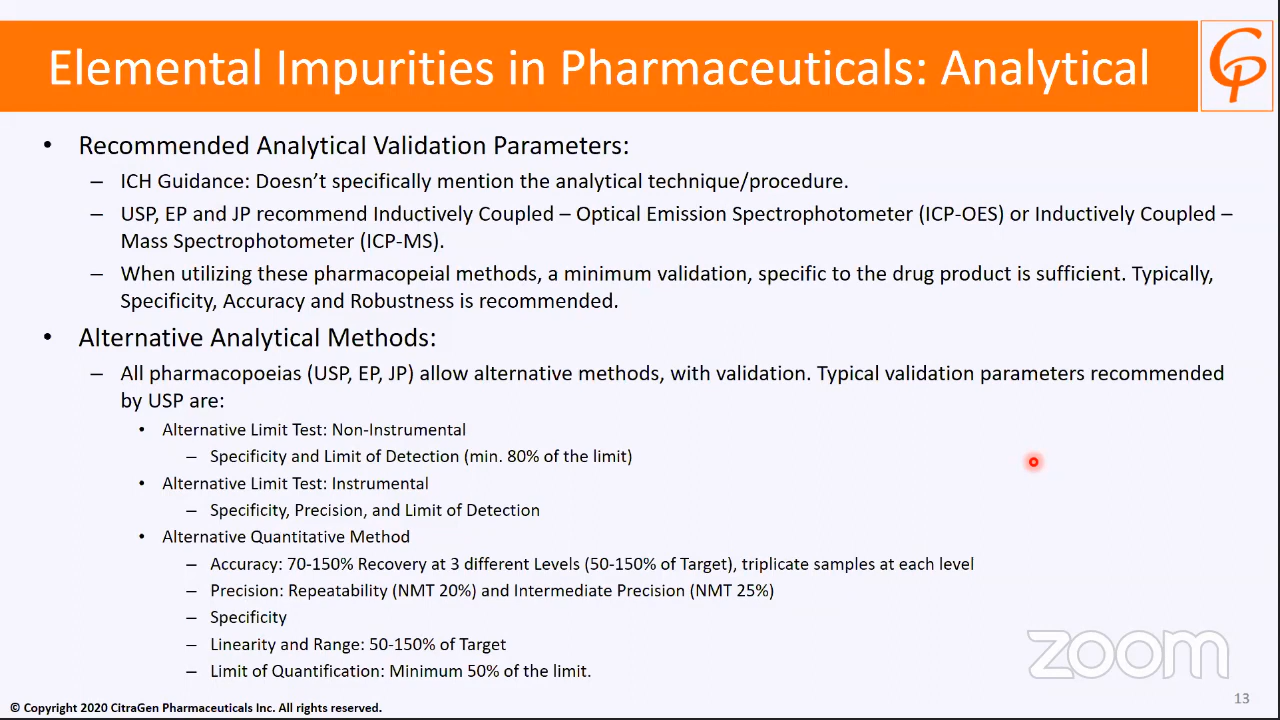 Elemental Impurities in Pharmaceuticals: Analytical
• Recommended Analytical Validation Parameters:
– ICH Guidance: Doesn’t specifically mention the analytical technique/procedure.
– USP, EP and JP recommend Inductively Coupled – Optical Emission Spectrophotometer (ICP-OES) or Inductively Coupled –
Mass Spectrophotometer (ICP-MS).
– When utilizing these pharmacopeial methods, a minimum validation, specific to the drug product is sufficient. Typically,
Specificity, Accuracy and Robustness is recommended.
• Alternative Analytical Methods:
– All pharmacopoeias (USP, EP, JP) allow alternative methods, with validation. Typical validation parameters recommended
by USP are:
• Alternative Limit Test: Non-Instrumental
– Specificity and Limit of Detection (min. 80% of the limit)
• Alternative Limit Test: Instrumental
– Specificity, Precision, and Limit of Detection
• Alternative Quantitative Method
– Accuracy: 70-150% Recovery at 3 different Levels (50-150% of Target), triplicate samples at each level
– Precision: Repeatability (NMT 20%) and Intermediate Precision (NMT 25%)
– Specificity
– Linearity and Range: 50-150% of Target
– Limit of Quantification: Minimum 50% of the limit.
zoom
13
© Copyright 2020 CitraGen Pharmaceuticals Inc. All rights reserved.